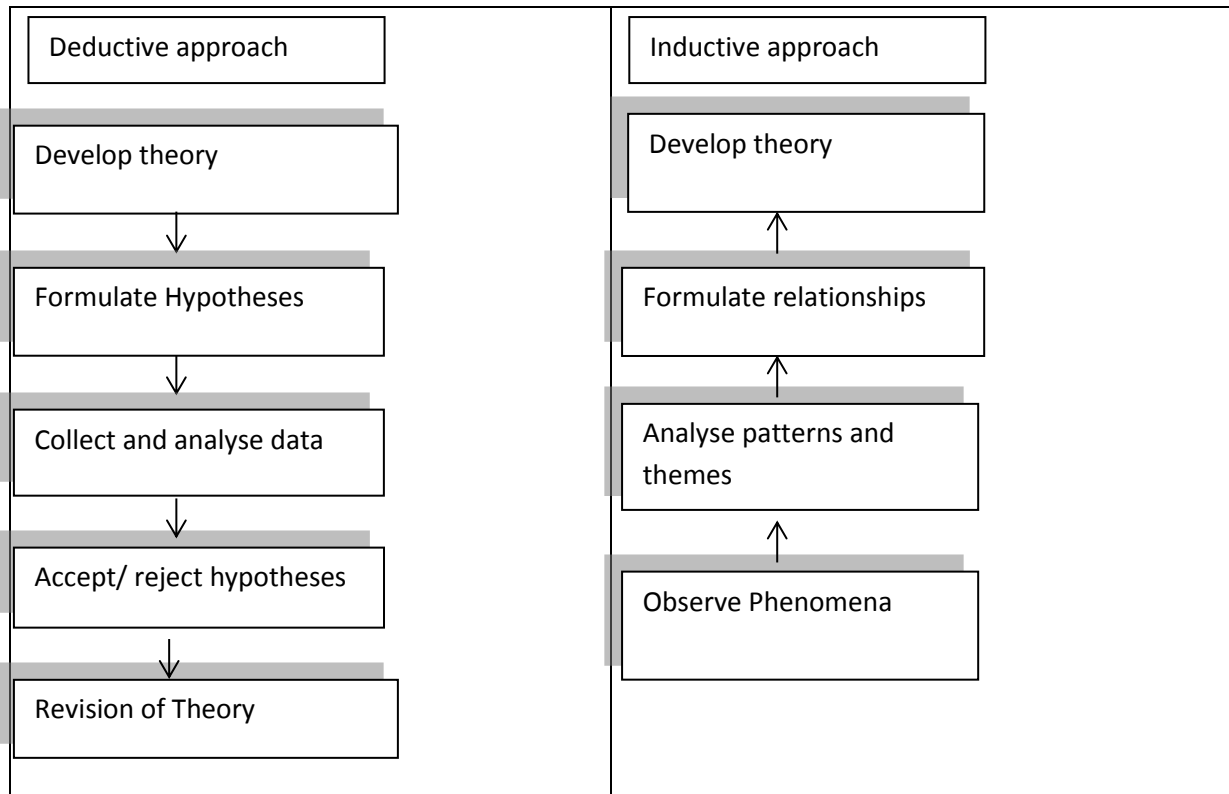 Deductive approach
Develop theory
Formulate Hypotheses
Collect and analyse data
Accept/ reject hypotheses
Revision of Theory
Inductive approach
Develop theory
Formulate relationships
Analyse patterns and
themes
Observe Phenomena